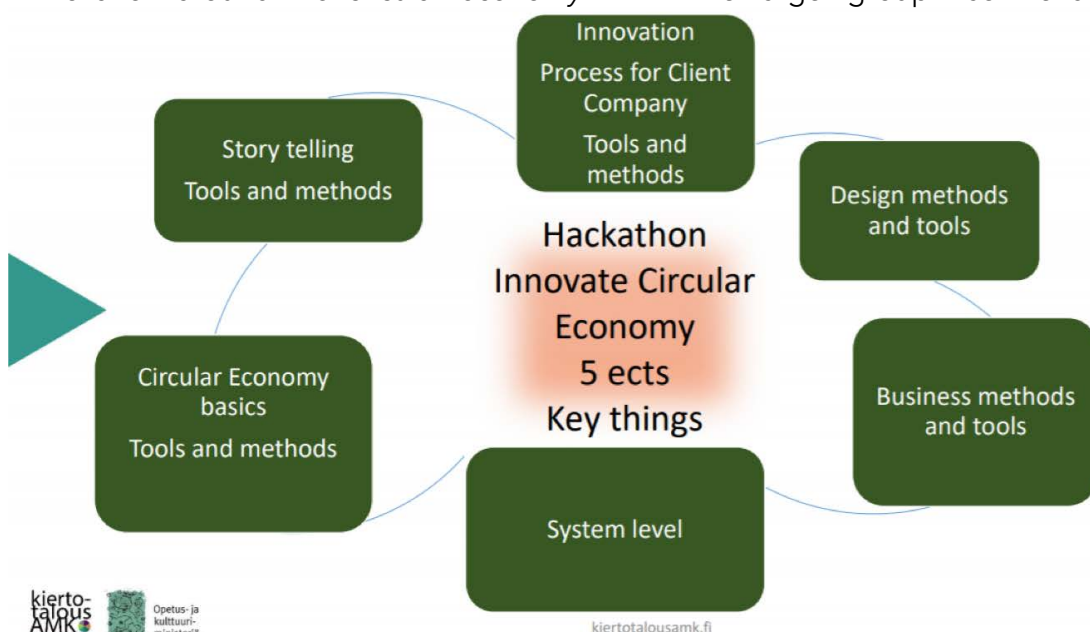 Innovation
Process for Client
Company
Tools and
methods
Story telling
Tools and methods
Design methods
and tools
Hackathon
Innovate Circular
Economy
5 ects
Key things
Circular Economy
basics
Tools and methods
Business methods
and tools
System level
kierto-
talous
AMK
Opetus- ja
kulttuuri-
kiertotalousamk.fi